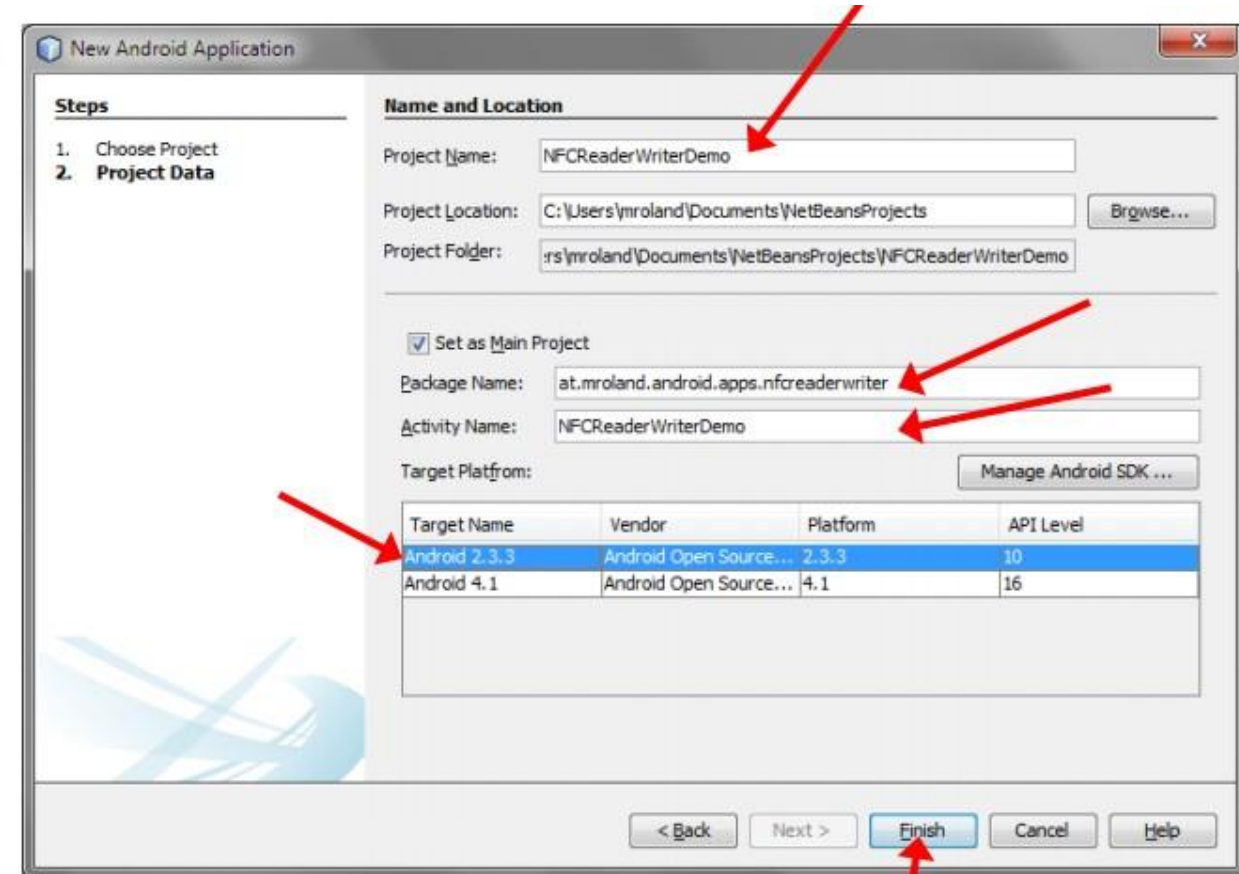 New Android Application
Steps
1. Choose Project
2. Project Data
Name and Location
Project Name: NFCReaderWriterDemo
Project Location: C:\Users\mroland\Documents\NetBeansProjects Browse...
Project Folder: rs\mroland\Documents\NetBeansProjects\NFCReaderWriterDemo
Set as Main Project
Package Name: at.mroland.android.apps.nfcreaderwriter
Activity Name: NFCReaderWriterDemo
Target Platfrom: Manage Android SDK ...
Target Name Vendor Platform API Level
Android 2.3.3 Android Open Source... 2.3.3 10
Android 4.1 Android Open Source... 4.1 16
< Back Next > Finish Cancel Help